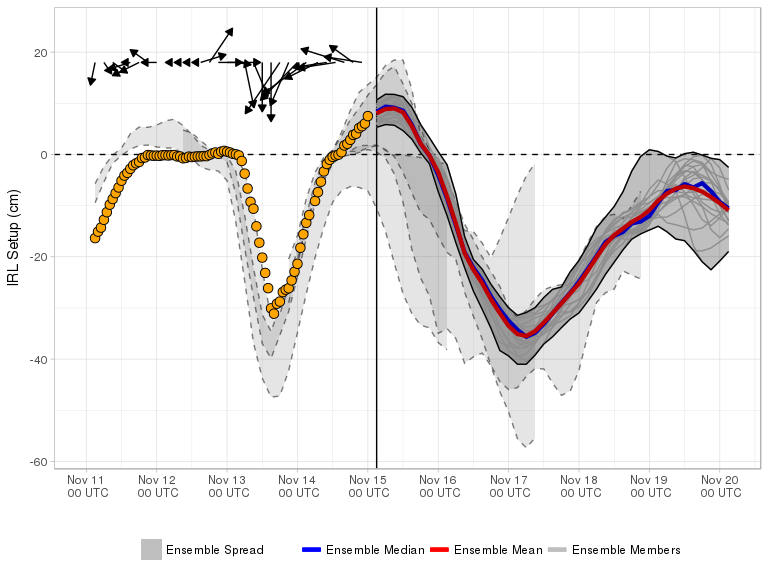 IRL Setup (cm)
20
0
-20
-40
-60
Nov 11 Nov 12 Nov 13 Nov 14 Nov 15 Nov 16 Nov 17 Nov 18 Nov 19 Nov 20
00 UTC 00 UTC 00 UTC 00 UTC 00 UTC 00 UTC 00 UTC 00 UTC 00 UTC 00 UTC
Ensemble Spread Ensemble Median Ensemble Mean Ensemble Members